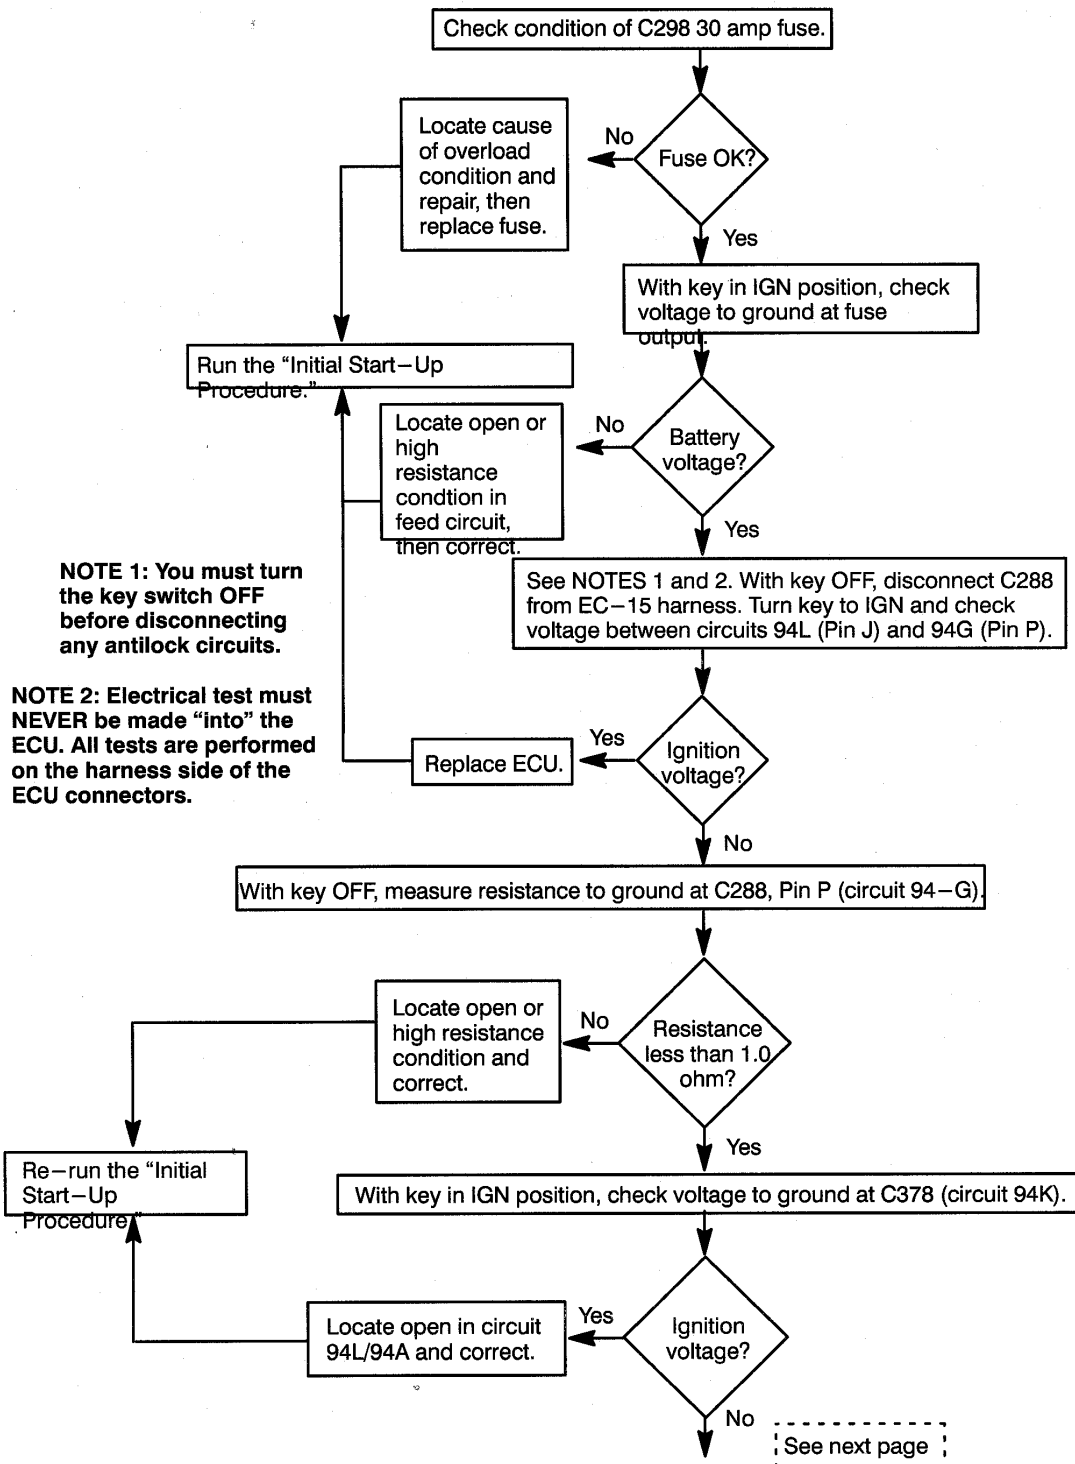 Check condition of C298 30 amp fuse.
Fuse OK?
No
Locate cause
of overload
condition and
repair, then
replace fuse.
Yes
With key in IGN position, check
voltage to ground at fuse
output.
Run the “Initial Start–Up
Procedure.”
Battery
voltage?
No
Locate open or
high
resistance
condtion in
feed circuit,
then correct.
Yes
NOTE 1: You must turn
the key switch OFF
before disconnecting
any antilock circuits.
NOTE 2: Electrical test must
NEVER be made “into” the
ECU. All tests are performed
on the harness side of the
ECU connectors.
See NOTES 1 and 2. With key OFF, disconnect C288
from EC–15 harness. Turn key to IGN and check
voltage between circuits 94L (Pin J) and 94G (Pin P).
Ignition
voltage?
Yes
Replace ECU.
No
With key OFF, measure resistance to ground at C288, Pin P (circuit 94–G).
Resistance
less than 1.0
ohm?
No
Locate open or
high resistance
condition and
correct.
Yes
Re–run the “Initial
Start–Up
Procedure.”
With key in IGN position, check voltage to ground at C378 (circuit 94K).
Ignition
voltage?
Yes
Locate open in circuit
94L/94A and correct.
No
See next page